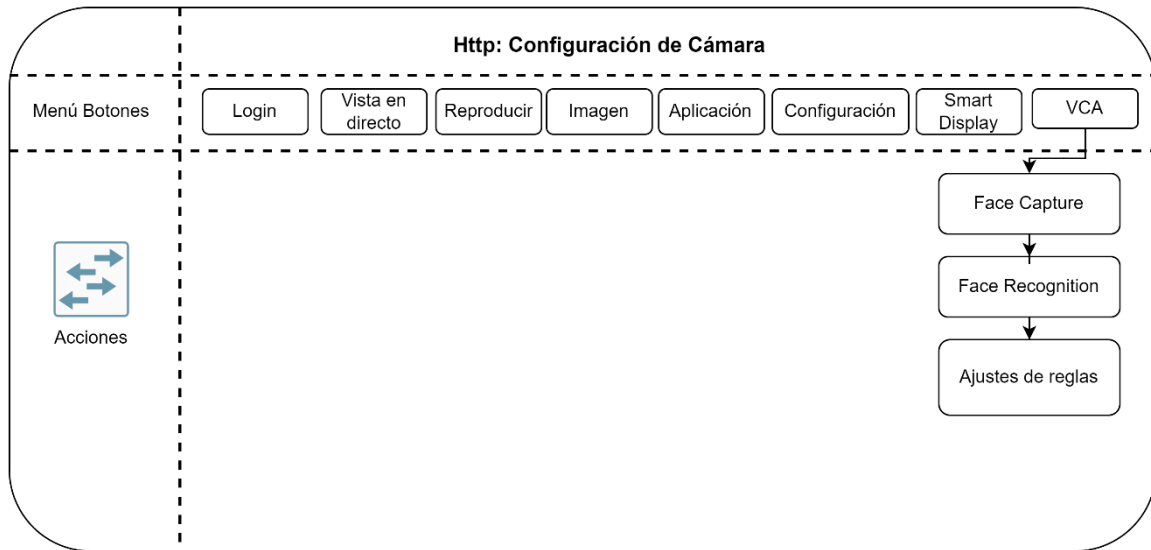 Http: Configuración de Cámara
Menú Botones
Login
Vista en
directo
Reproducir
Imagen
Aplicación
Configuración
Smart
Display
VCA
Face Capture
Face Recognition
Acciones
Ajustes de reglas